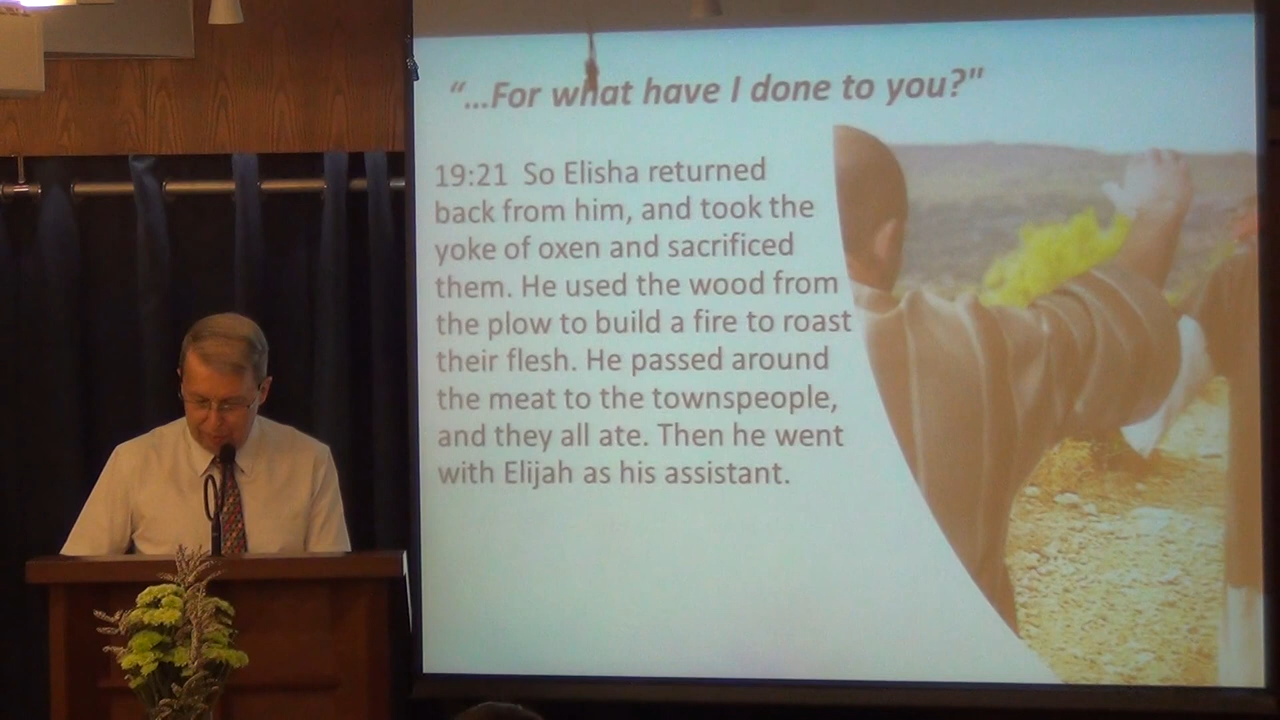 “...For what have I done to you?"
19:21 So Elisha returned
back from him, and took the
yoke of oxen and sacrificed
them. He used the wood from
the plow to build a fire to roast
their flesh. He passed around
the meat to the townspeople,
and they all ate. Then he went
with Elijah as his assistant.